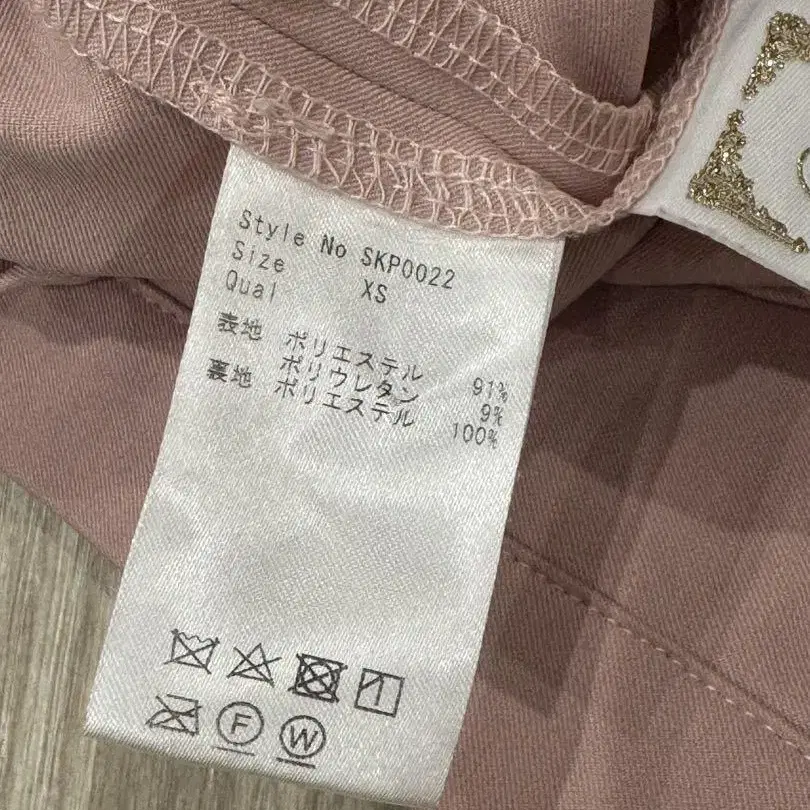 Style No SKP0022
Size XS
Qual
表地 ポリエステル 91%
ポリウレタン 9%
裏地 ポリエステル 100%
F W